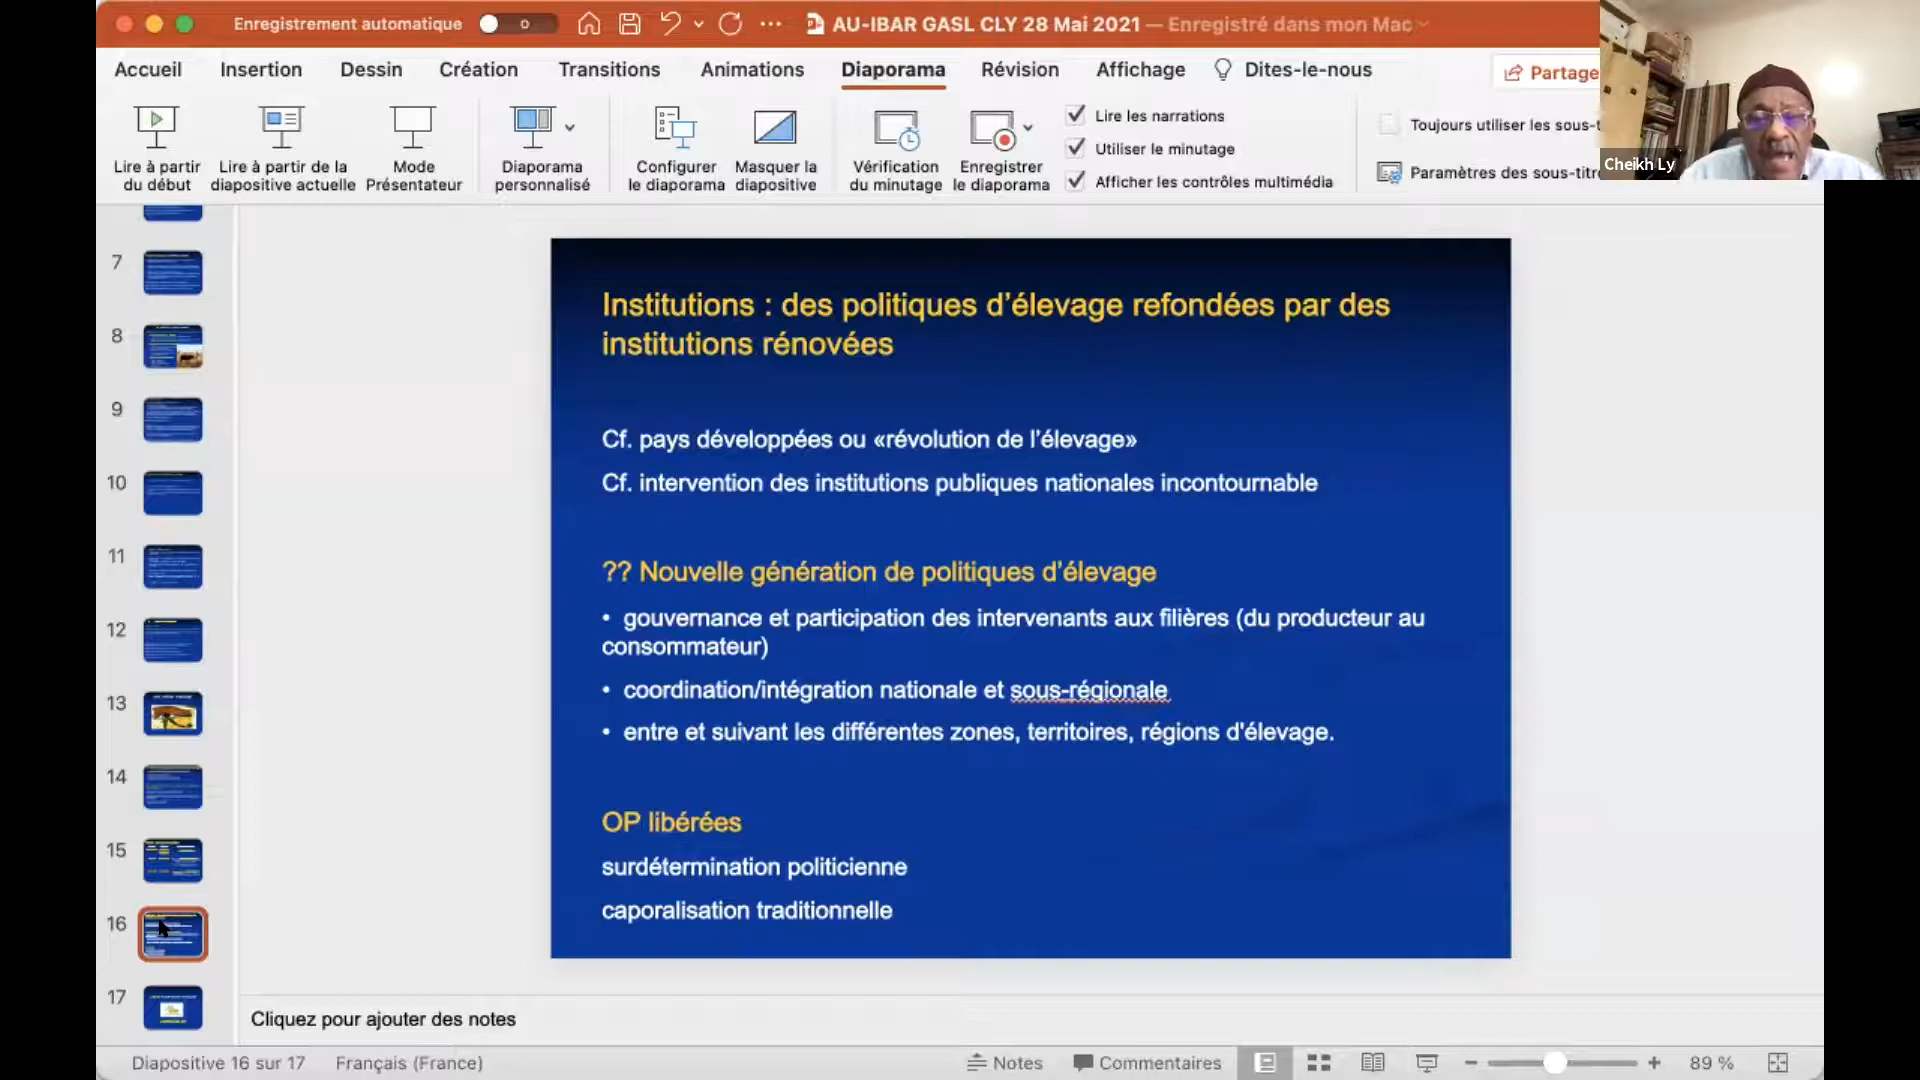 Enregistrement automatique
AU-IBAR GASL CLY 28 Mai 2021 — Enregistré dans mon Mac
Accueil Insertion Dessin Création Transitions Animations Diaporama Révision Affichage Dites-le-nous Partage
Lire à partir du début
Lire à partir de la diapositive actuelle
Mode Présentateur
Diaporama personnalisé
Configurer le diaporama
Masquer la diapositive
Vérification du minutage
Enregistrer le diaporama
Lire les narrations
Utiliser le minutage
Afficher les contrôles multimédia
Toujours utiliser les sous-t
Paramètres des sous-titre
Cheikh Ly
7
8
9
10
11
12
13
14
15
16
17
Institutions : des politiques d’élevage refondées par des
institutions rénovées
Cf. pays développées ou «révolution de l’élevage»
Cf. intervention des institutions publiques nationales incontournable
?? Nouvelle génération de politiques d’élevage
• gouvernance et participation des intervenants aux filières (du producteur au
consommateur)
• coordination/intégration nationale et sous-régionale
• entre et suivant les différentes zones, territoires, régions d'élevage.
OP libérées
surdétermination politicienne
caporalisation traditionnelle
Cliquez pour ajouter des notes
Diapositive 16 sur 17 Français (France) Notes Commentaires 89 %